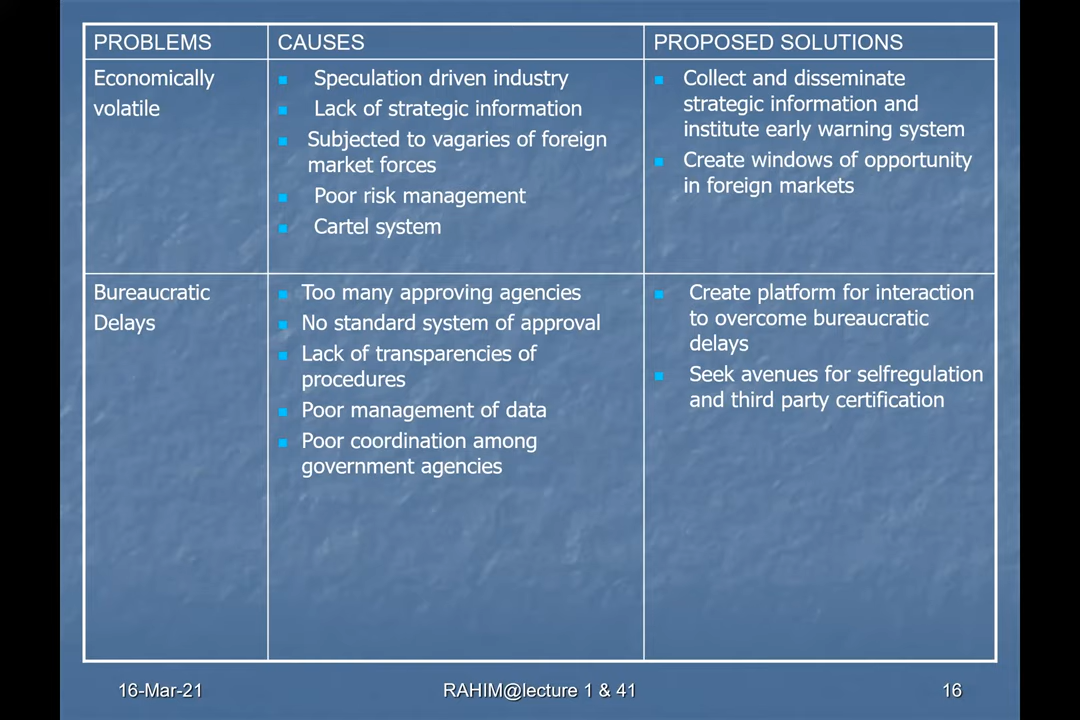 PROBLEMS
CAUSES
PROPOSED SOLUTIONS
Economically
volatile
Speculation driven industry
Lack of strategic information
Subjected to vagaries of foreign
market forces
Poor risk management
Cartel system
Collect and disseminate
strategic information and
institute early warning system
Create windows of opportunity
in foreign markets
Bureaucratic
Delays
Too many approving agencies
No standard system of approval
Lack of transparencies of
procedures
Poor management of data
Poor coordination among
government agencies
Create platform for interaction
to overcome bureaucratic
delays
Seek avenues for selfregulation
and third party certification
16-Mar-21
RAHIM@lecture 1 & 41
16